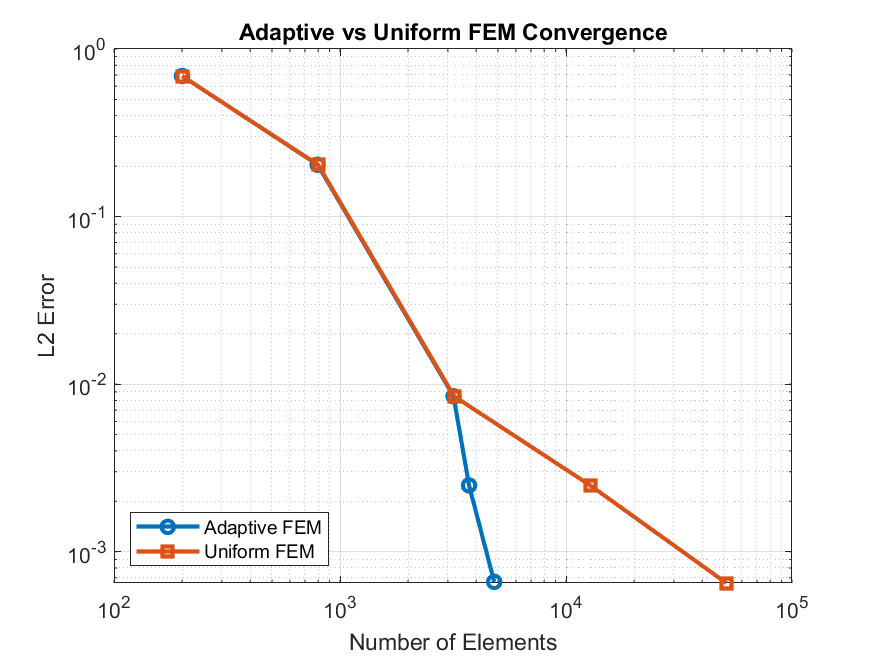 Adaptive vs Uniform FEM Convergence
10^0
10^-1
10^-2
10^-3
L2 Error
Adaptive FEM
Uniform FEM
10^2 10^3 10^4 10^5
Number of Elements